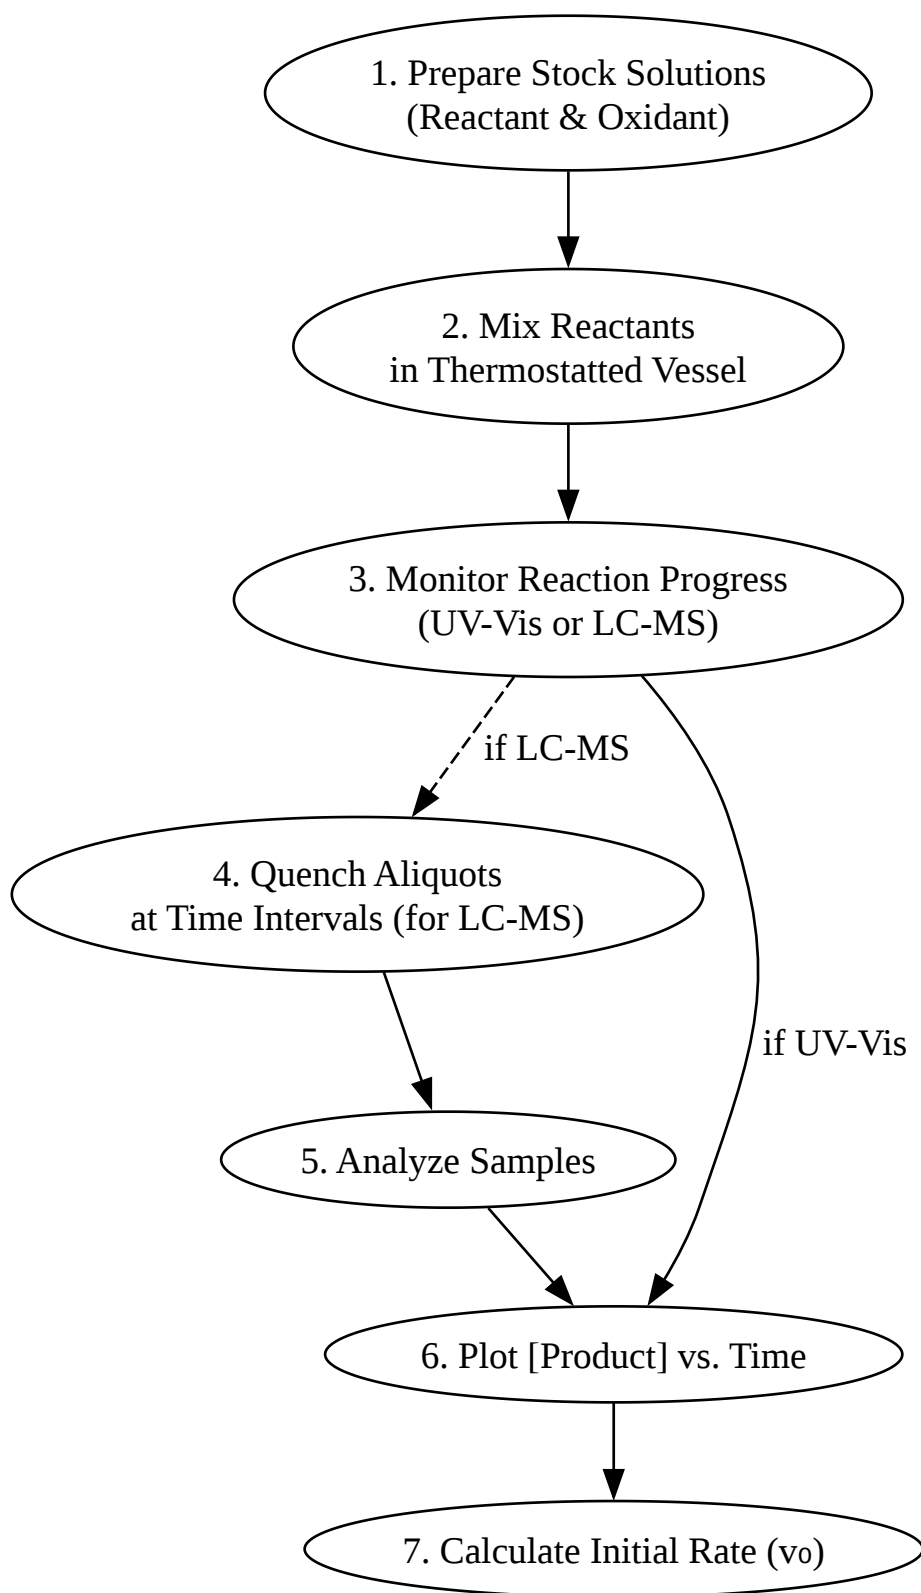 1. Prepare Stock Solutions
(Reactant & Oxidant)
2. Mix Reactants
in Thermostatted Vessel
3. Monitor Reaction Progress
(UV-Vis or LC-MS)
if LC-MS
4. Quench Aliquots
at Time Intervals (for LC-MS)
if UV-Vis
5. Analyze Samples
6. Plot [Product] vs. Time
7. Calculate Initial Rate (v₀)